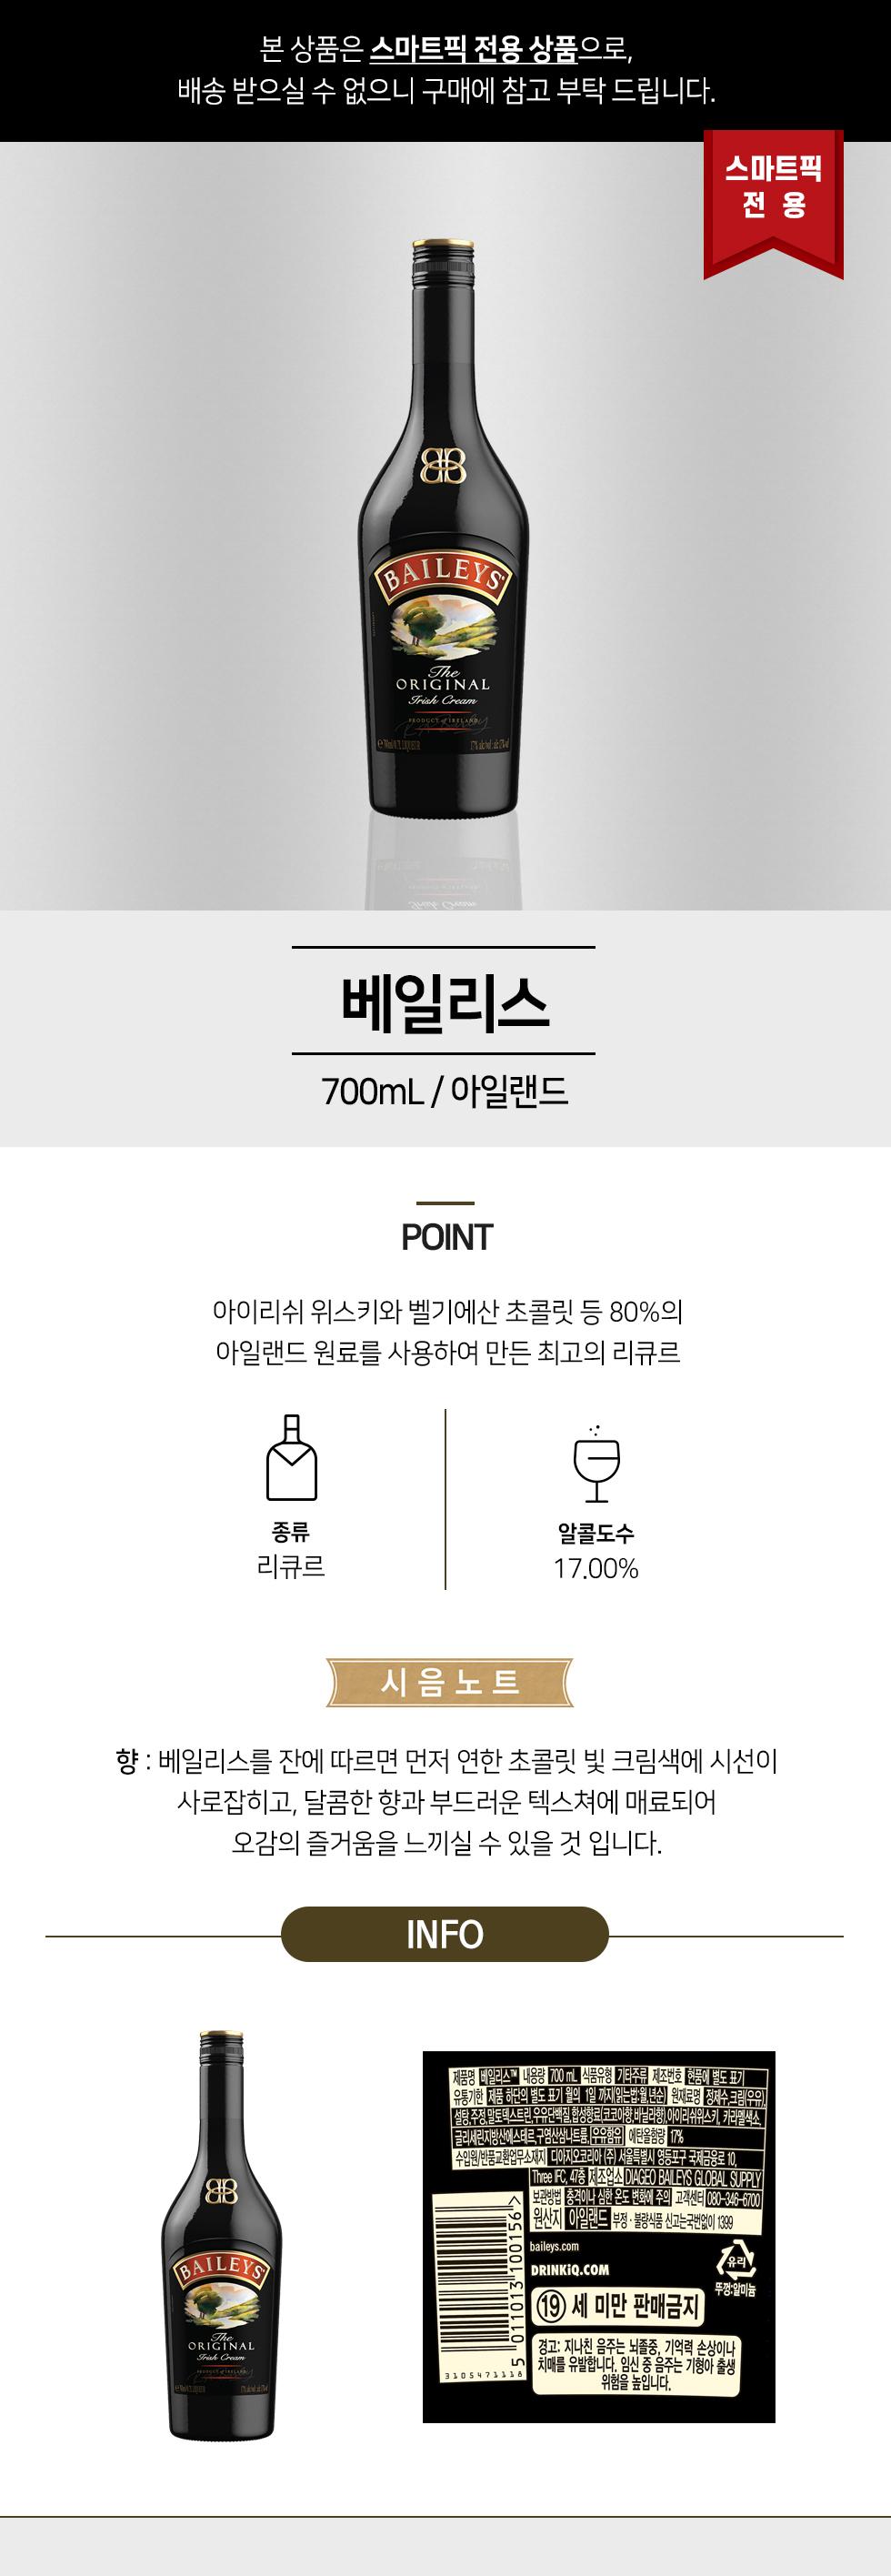 본 상품은 스마트픽 전용 상품으로,
배송 받으실 수 없으니 구매에 참고 부탁 드립니다.
스마트픽
전 용
BAILEYS
The
ORIGINAL
Irish Cream
PRODUCT of IRELAND
베일리스
700mL / 아일랜드
POINT
아이리쉬 위스키와 벨기에산 초콜릿 등 80%의
아일랜드 원료를 사용하여 만든 최고의 리큐르
종류
리큐르
알콜도수
17.00%
시음노트
향 : 베일리스를 잔에 따르면 먼저 연한 초콜릿 빛 크림색에 시선이
사로잡히고, 달콤한 향과 부드러운 텍스쳐에 매료되어
오감의 즐거움을 느끼실 수 있을 것 입니다.
INFO
BAILEYS
The
ORIGINAL
Irish Cream
제품명 베일리스™ 내용량 700 mL 식품유형 기타주류 제조번호 현품에 별도 표기
유통기한 제품 하단의 별도 표기 월의 1일 까지(읽는법:월,년순) 원재료명 정제수,크림(우유),
설탕,주정,말토덱스트린,우유단백질,합성향료(코코아향,바닐라향),아이리쉬위스키, 카라멜색소,
글리세린지방산에스테르,구연산삼나트륨, 우유함유 에탄올함량 17%
수입원/반품교환업무소재지 디아지오코리아 (주) 서울특별시 영등포구 국제금융로 10,
Three IFC, 47층 제조업소 DIAGEO BAILEYS GLOBAL SUPPLY
보관방법 충격이나 심한 온도 변화에 주의 고객센터 080-346-6700
원산지 아일랜드 부정·불량식품 신고는국번없이 1399
baileys.com
DRINKiQ.COM
유리
뚜껑:알미늄
19 세 미만 판매금지
경고: 지나친 음주는 뇌졸중, 기억력 손상이나
치매를 유발합니다. 임신 중 음주는 기형아 출생
위험을 높입니다.
5 011013 100156 >
3105471118